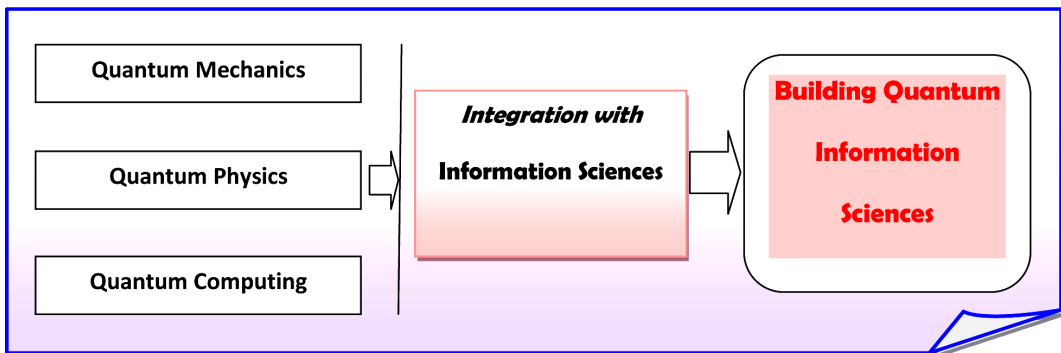 Quantum Mechanics
Quantum Physics
Quantum Computing
Integration with
Information Sciences
Building Quantum
Information
Sciences